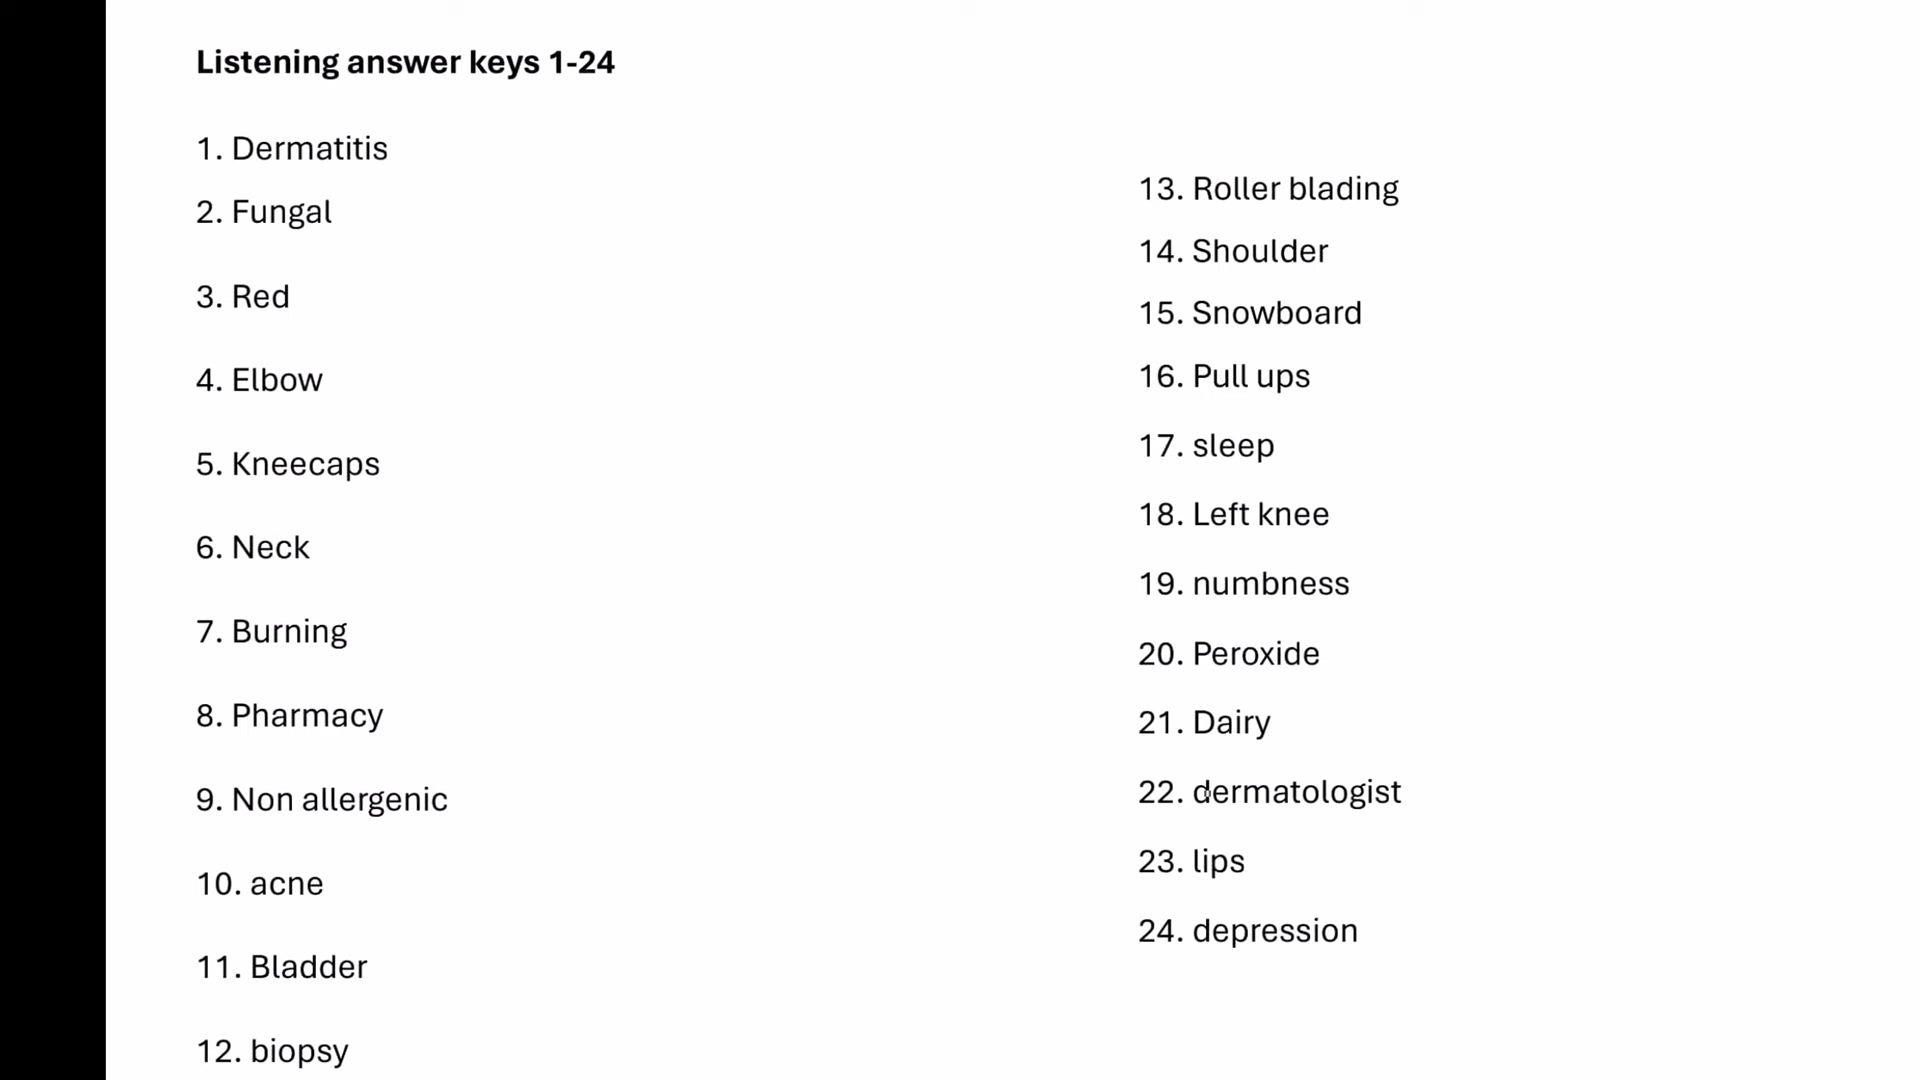 Listening answer keys 1-24
1. Dermatitis
2. Fungal
3. Red
4. Elbow
5. Kneecaps
6. Neck
7. Burning
8. Pharmacy
9. Non allergenic
10. acne
11. Bladder
12. biopsy
13. Roller blading
14. Shoulder
15. Snowboard
16. Pull ups
17. sleep
18. Left knee
19. numbness
20. Peroxide
21. Dairy
22. dermatologist
23. lips
24. depression